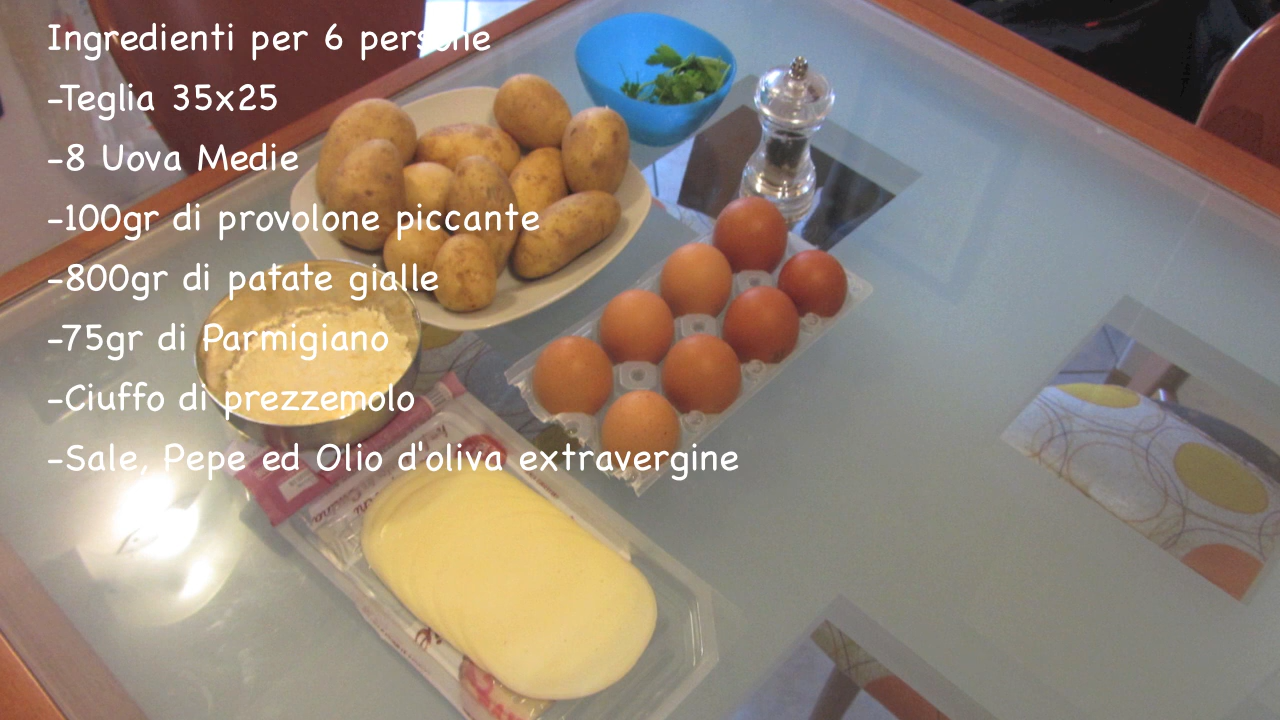 Ingredienti per 6 persone
-Teglia 35x25
-8 Uova Medie
-100gr di provolone piccante
-800gr di patate gialle
-75gr di Parmigiano
-Ciuffo di prezzemolo
-Sale, Pepe ed Olio d'oliva extravergine